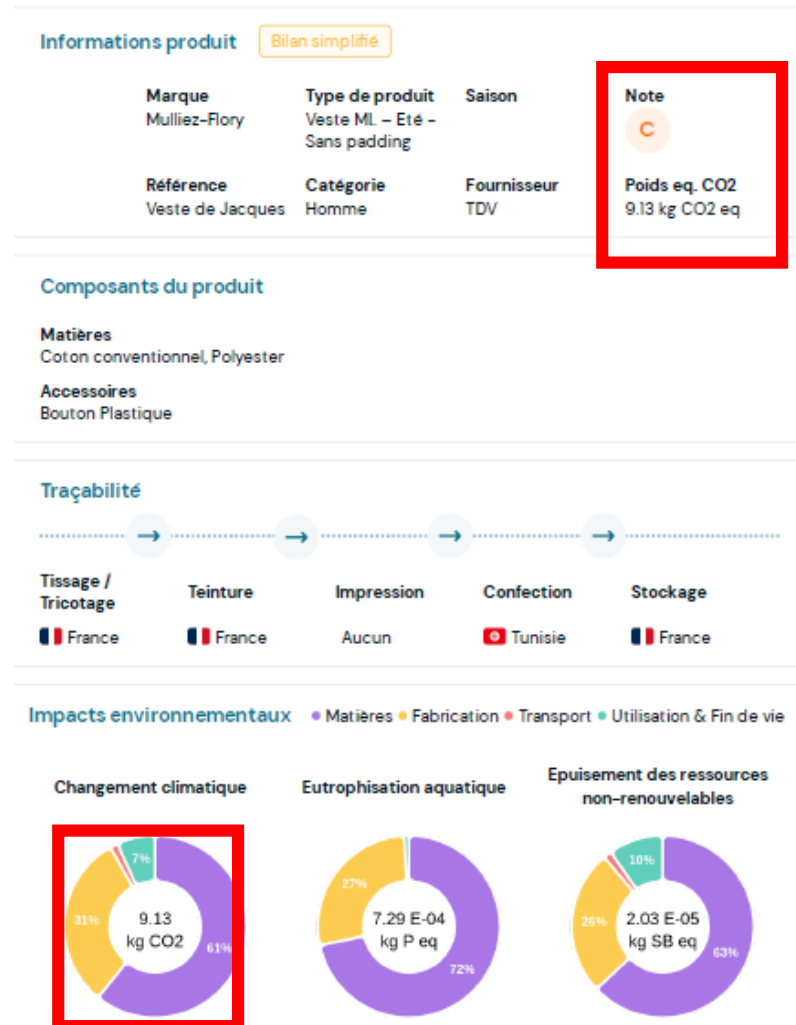 Informations produit
Bilan simplifié
Marque
Mulliez-Flory
Type de produit
Veste ML. – Eté –
Sans padding
Saison
Note
C
Référence
Veste de Jacques
Catégorie
Homme
Fournisseur
TDV
Poids eq. CO2
9.13 kg CO2 eq
Composants du produit
Matières
Coton conventionnel, Polyester
Accessoires
Bouton Plastique
Traçabilité
Tissage /
Tricotage
Teinture
Impression
Confection
Stockage
France
France
Aucun
Tunisie
France
Impacts environnementaux
Matières
Fabrication
Transport
Utilisation & Fin de vie
Changement climatique
7%
31%
9.13
kg CO2
61%
Eutrophisation aquatique
27%
7.29 E-04
kg P eq
72%
Epuisement des ressources
non-renouvelables
10%
26%
2.03 E-05
kg SB eq
63%